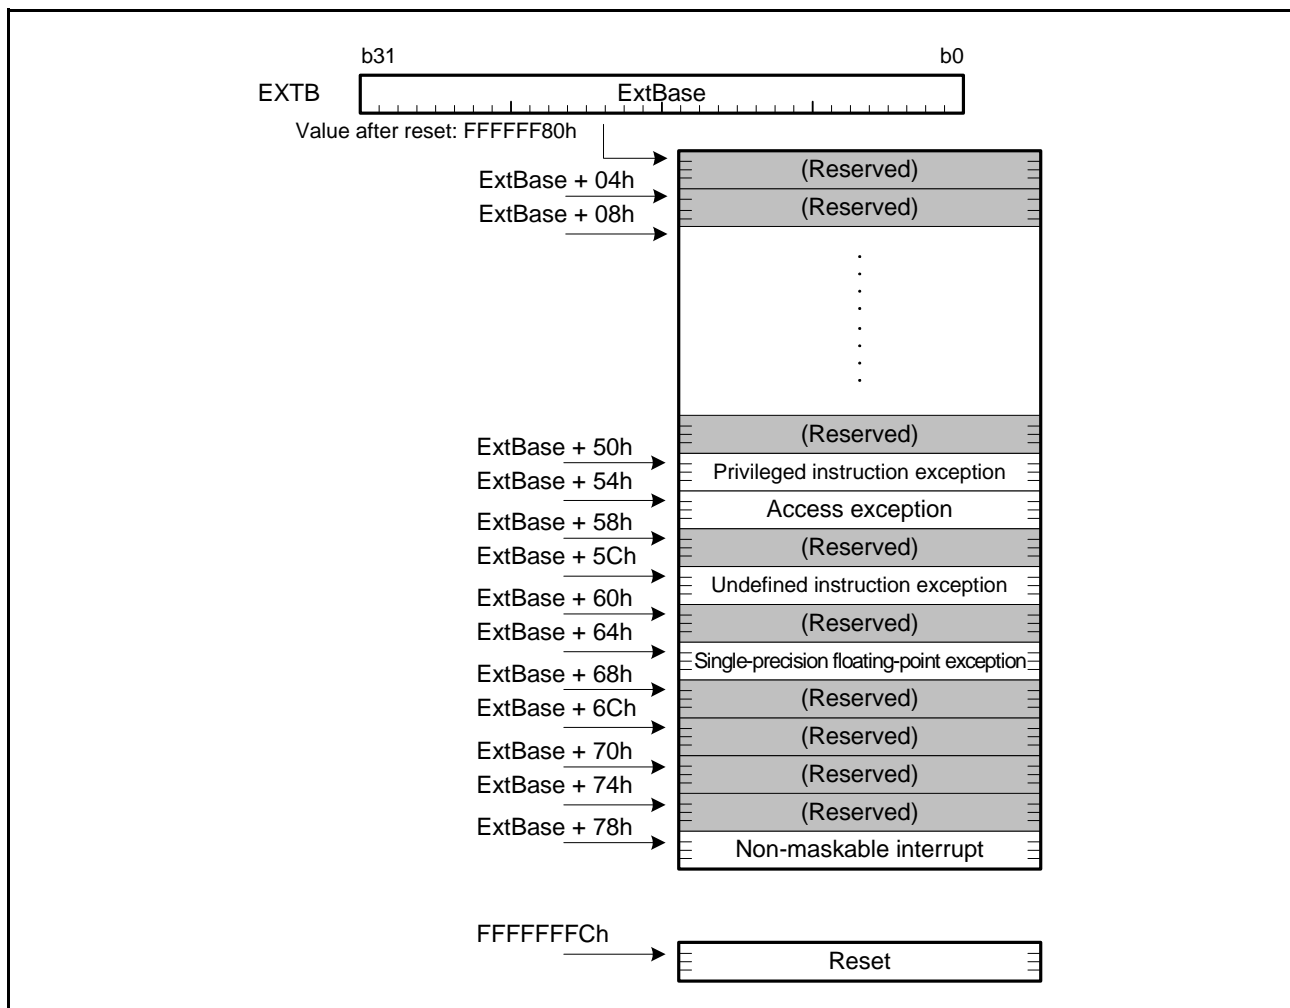 b31 b0
EXTB ExtBase
Value after reset: FFFFFF80h
(Reserved)
ExtBase + 04h
(Reserved)
ExtBase + 08h
(Reserved)
ExtBase + 50h
Privileged instruction exception
ExtBase + 54h
Access exception
ExtBase + 58h
(Reserved)
ExtBase + 5Ch
Undefined instruction exception
ExtBase + 60h
(Reserved)
ExtBase + 64h
Single-precision floating-point exception
ExtBase + 68h
(Reserved)
ExtBase + 6Ch
(Reserved)
ExtBase + 70h
(Reserved)
ExtBase + 74h
(Reserved)
ExtBase + 78h
Non-maskable interrupt
FFFFFFFCh
Reset